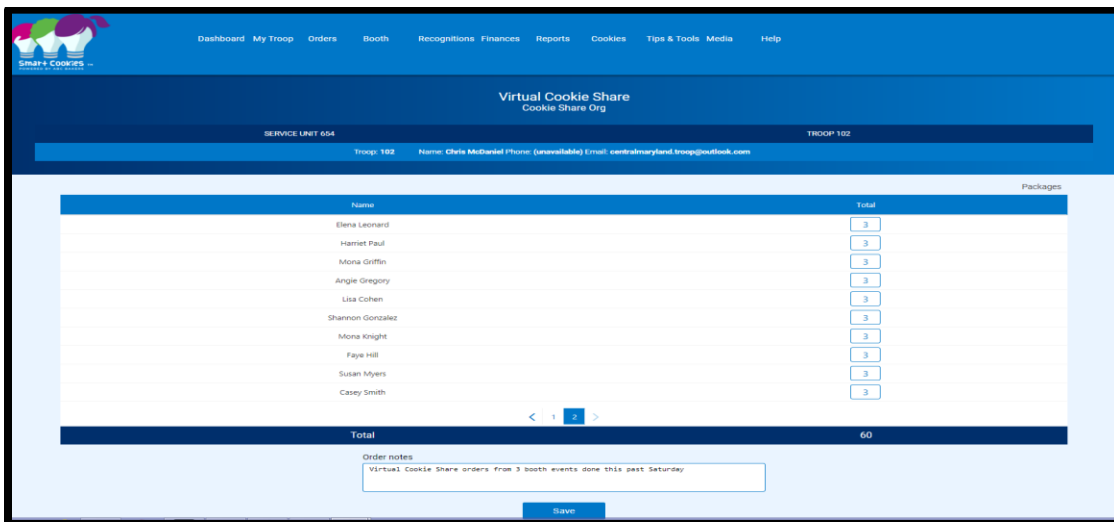 Dashboard My Troop Orders Booth Recognitions Finances Reports Cookies Tips & Tools Media Help
Smart Cookies
POWERED BY ABC BAKERS
Virtual Cookie Share
Cookie Share Org
SERVICE UNIT 654 TROOP 102
Troop: 102 Name: Chris McDaniel Phone: (unavailable) Email: centralmaryland.troop@outlook.com
Packages
Name Total
Elena Leonard 3
Harriet Paul 3
Mona Griffin 3
Angie Gregory 3
Lisa Cohen 3
Shannon Gonzalez 3
Mona Knight 3
Faye Hill 3
Susan Myers 3
Casey Smith 3
< 1 2 >
Total 60
Order notes
Virtual Cookie Share orders from 3 booth events done this past Saturday
Save